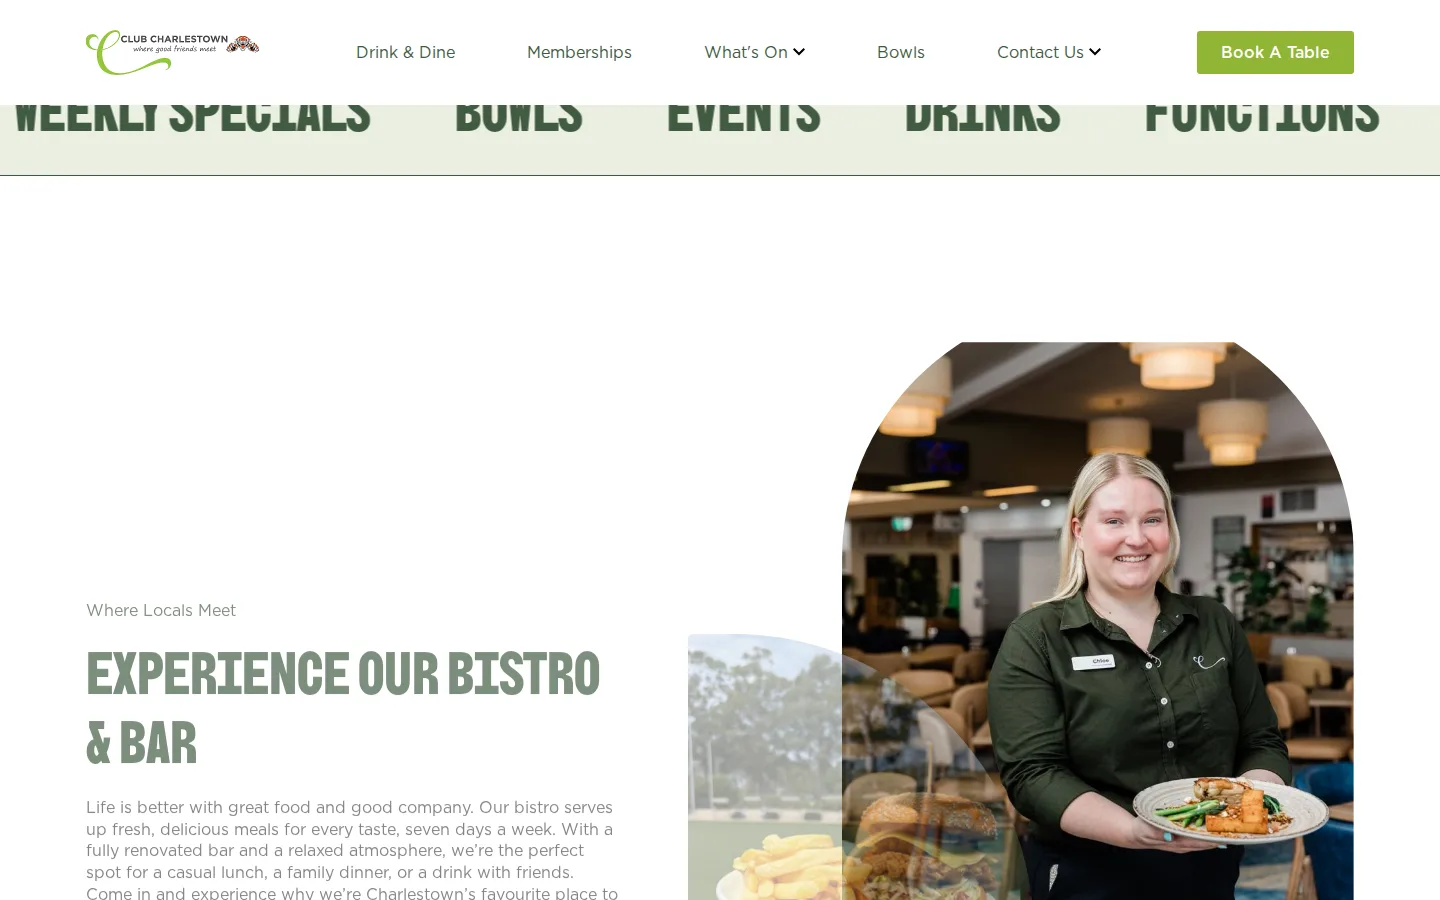 CLUB CHARLESTOWN
where good friends meet
Drink & Dine
Memberships
What's On
Bowls
Contact Us
Book A Table
WEEKLY SPECIALS
BOWLS
EVENTS
DRINKS
FUNCTIONS
Where Locals Meet
EXPERIENCE OUR BISTRO
& BAR
Life is better with great food and good company. Our bistro serves
up fresh, delicious meals for every taste, seven days a week. With a
fully renovated bar and a relaxed atmosphere, we’re the perfect
spot for a casual lunch, a family dinner, or a drink with friends.
Come in and experience why we’re Charlestown’s favourite place to
Chloe